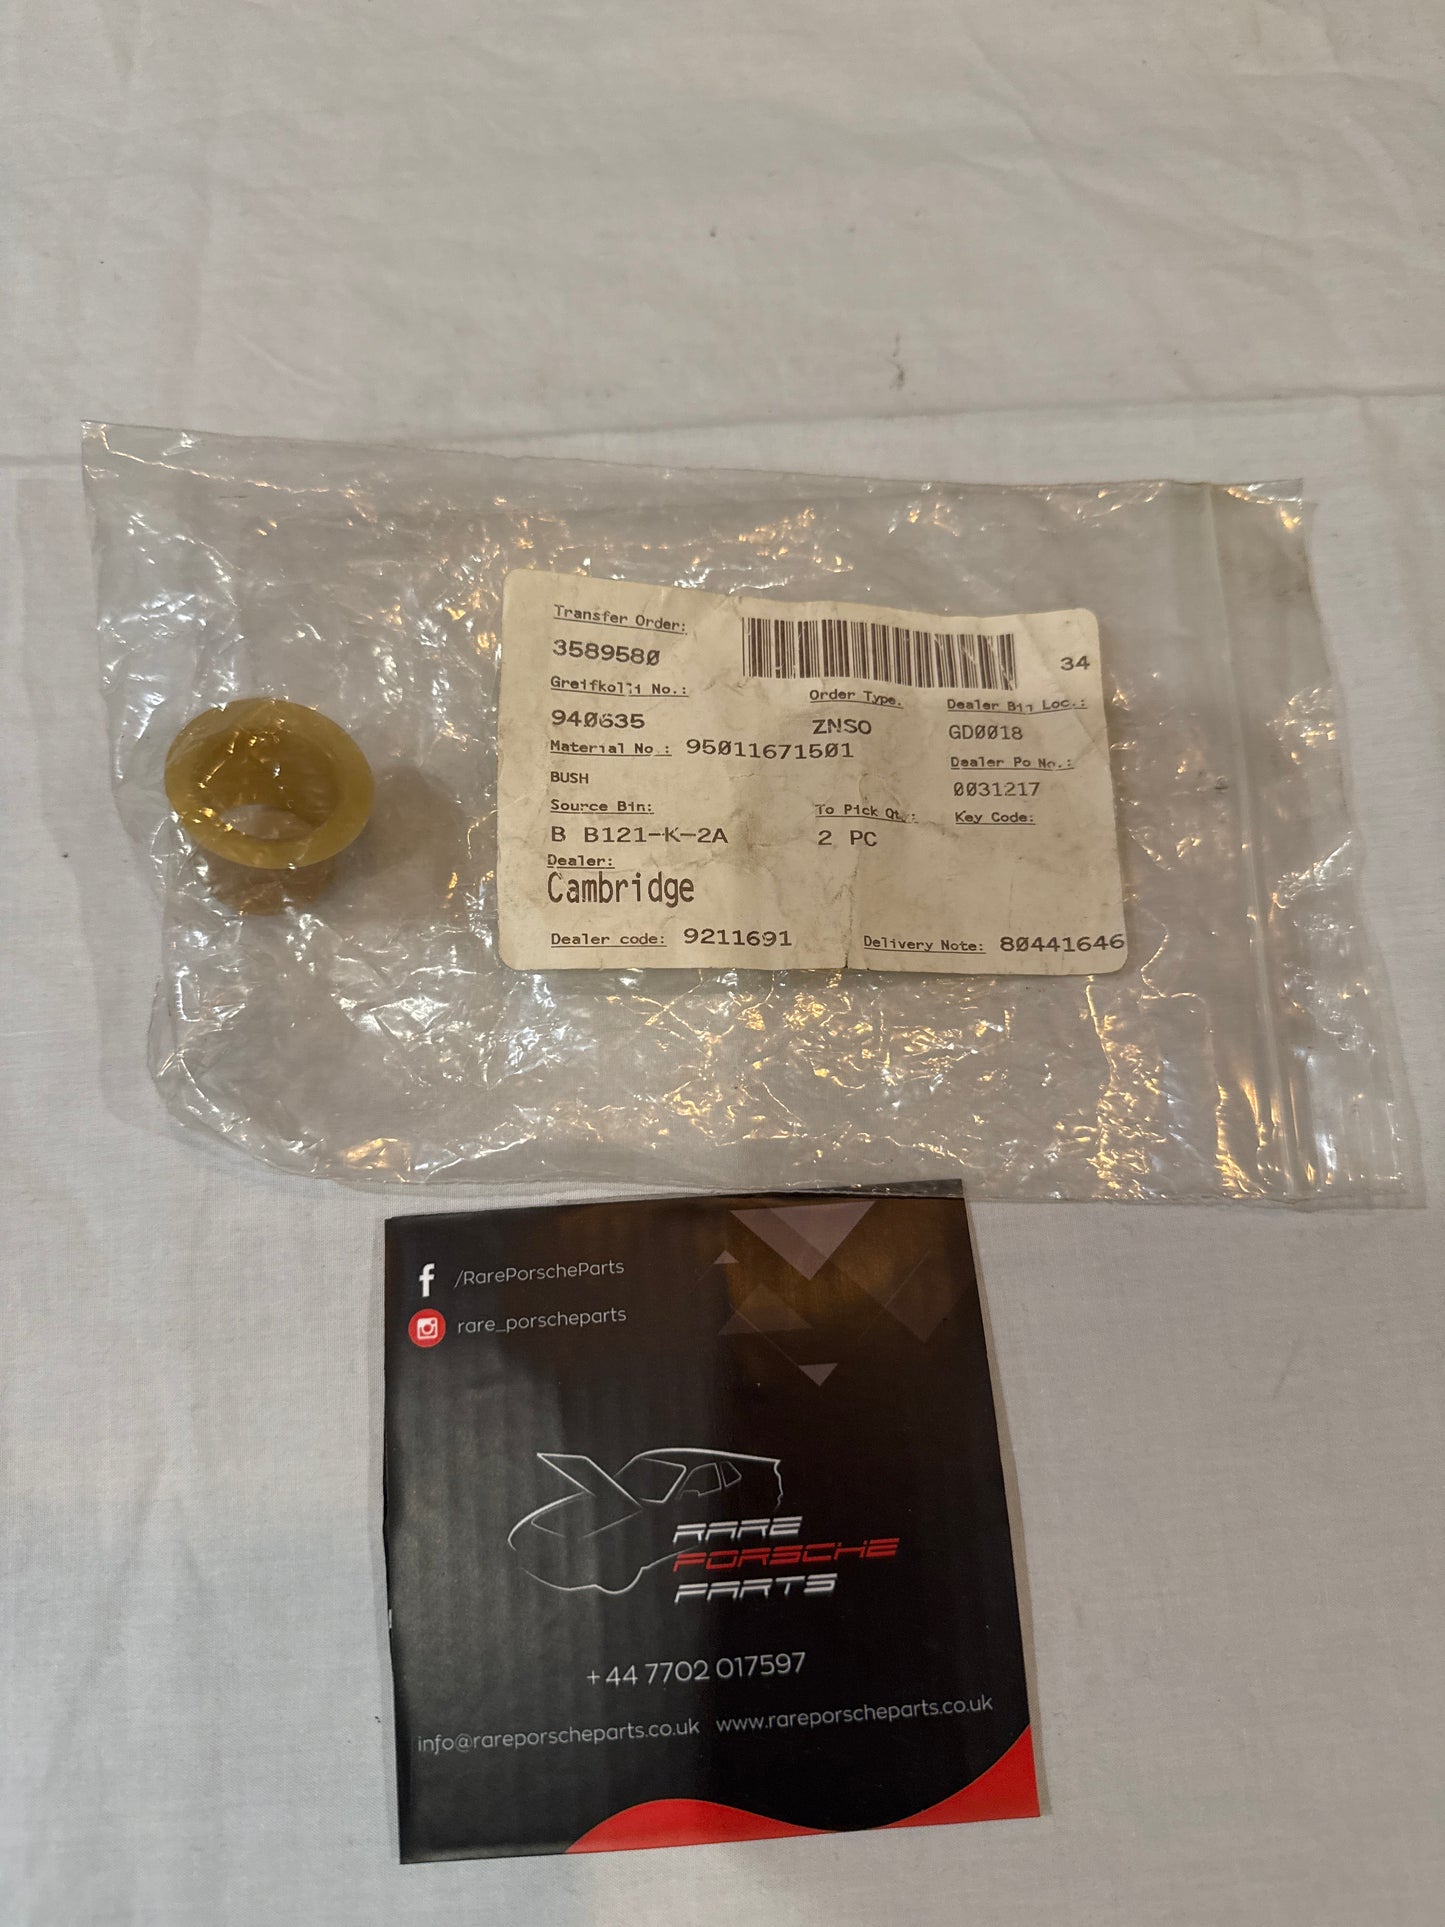 Transfer Order:
3589580
34
Greifkolli No.:
Order Type.
Dealer Bin Loc.:
940635
ZNSO
GD0018
Material No.: 95011671501
Dealer Po No.:
BUSH
0031217
Source Bin:
To Pick Qty.:
Key Code:
B B121-K-2A
2 PC
Dealer:
Cambridge
Dealer code: 9211691
Delivery Note: 80441646
f /RarePorscheParts
rare_porscheparts
RARE
PORSCHE
PARTS
+44 7702 017597
info@rareporscheparts.co.uk www.rareporscheparts.co.uk